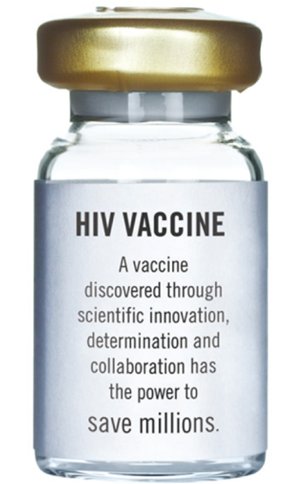 HIV VACCINE
A vaccine
discovered through
scientific innovation,
determination and
collaboration has
the power to
save millions.